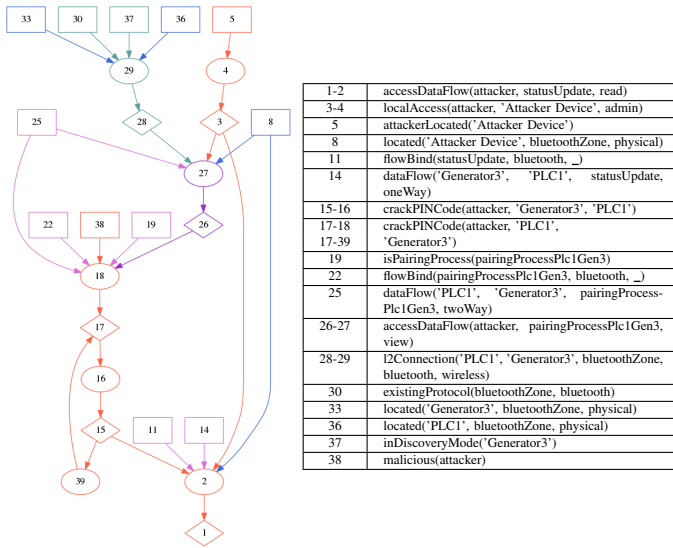 33 30 37 36 5
29 4
28 3 8
25
27
26
22 38 19
18
17
16
15 11 14
39 2
1
1-2 accessDataFlow(attacker, statusUpdate, read)
3-4 localAccess(attacker, 'Attacker Device', admin)
5 attackerLocated('Attacker Device')
8 located('Attacker Device', bluetoothZone, physical)
11 flowBind(statusUpdate, bluetooth, _)
14 dataFlow('Generator3', 'PLC1', statusUpdate,
oneWay)
15-16 crackPINCode(attacker, 'Generator3', 'PLC1')
17-18 crackPINCode(attacker, 'PLC1',
17-39 'Generator3')
19 isPairingProcess(pairingProcessPlc1Gen3)
22 flowBind(pairingProcessPlc1Gen3, bluetooth, _)
25 dataFlow('PLC1', 'Generator3', pairingProcess-
Plc1Gen3, twoWay)
26-27 accessDataFlow(attacker, pairingProcessPlc1Gen3,
view)
28-29 l2Connection('PLC1', 'Generator3', bluetoothZone,
bluetooth, wireless)
30 existingProtocol(bluetoothZone, bluetooth)
33 located('Generator3', bluetoothZone, physical)
36 located('PLC1', bluetoothZone, physical)
37 inDiscoveryMode('Generator3')
38 malicious(attacker)